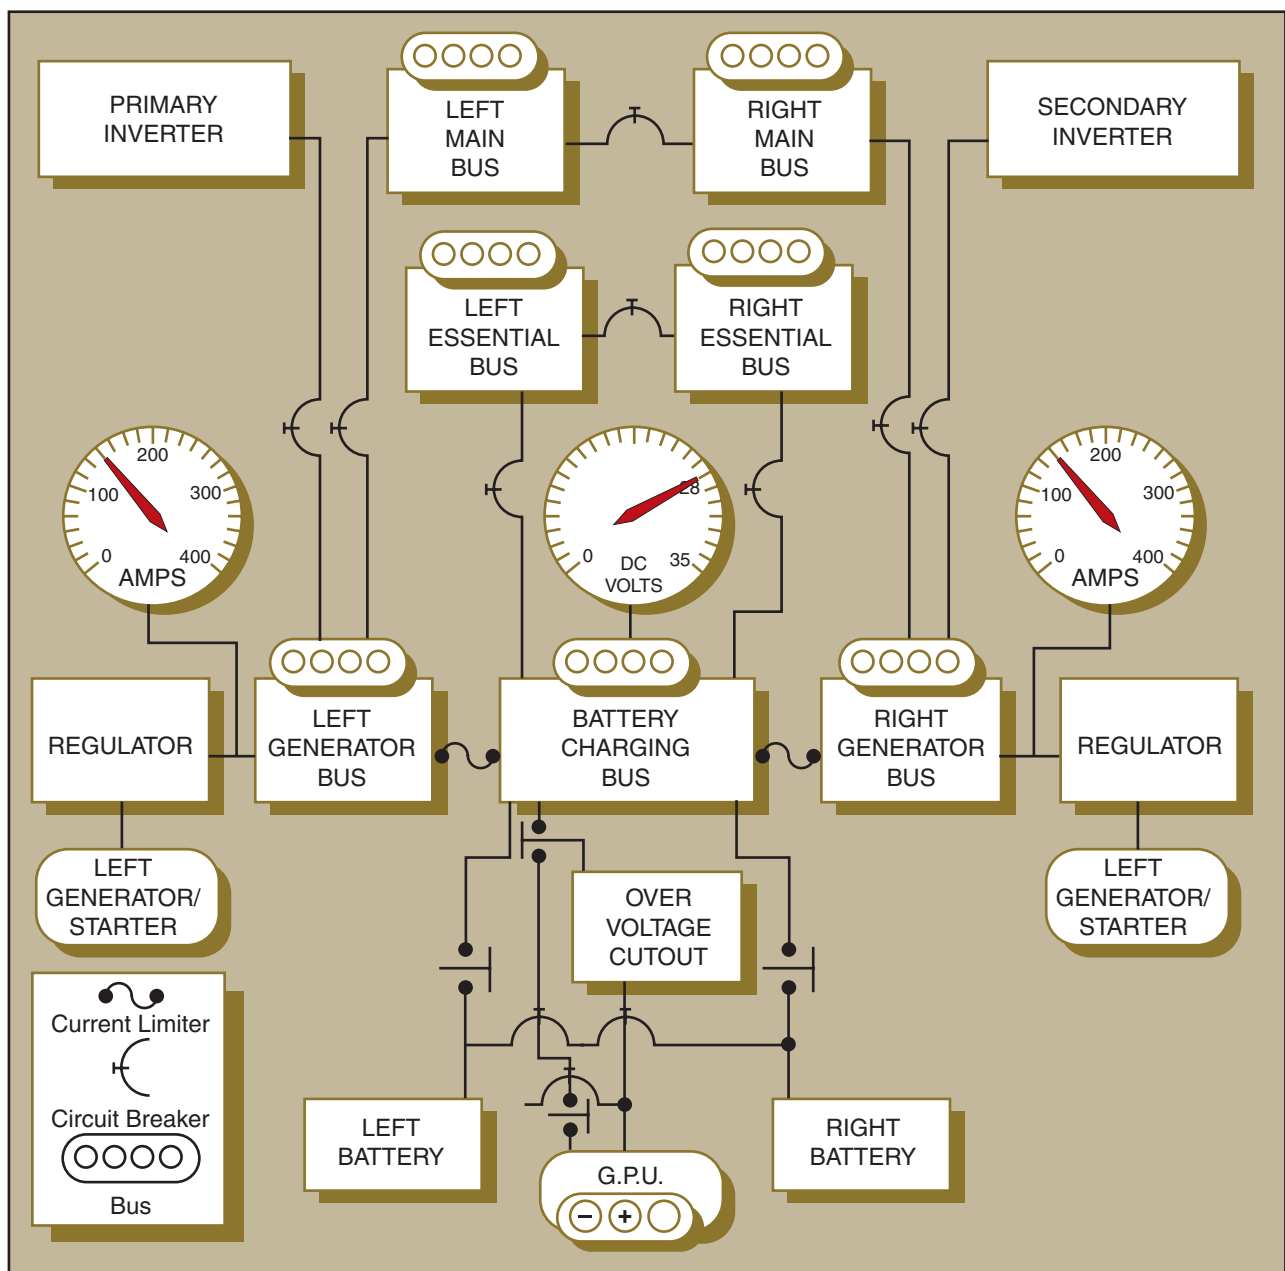 PRIMARY
INVERTER
LEFT
MAIN
BUS
RIGHT
MAIN
BUS
SECONDARY
INVERTER
LEFT
ESSENTIAL
BUS
RIGHT
ESSENTIAL
BUS
0
100
200
300
400
AMPS
0
28
35
DC
VOLTS
0
100
200
300
400
AMPS
REGULATOR
LEFT
GENERATOR
BUS
BATTERY
CHARGING
BUS
RIGHT
GENERATOR
BUS
REGULATOR
LEFT
GENERATOR/
STARTER
OVER
VOLTAGE
CUTOUT
LEFT
GENERATOR/
STARTER
Current Limiter
Circuit Breaker
Bus
LEFT
BATTERY
G.P.U.
− +
RIGHT
BATTERY